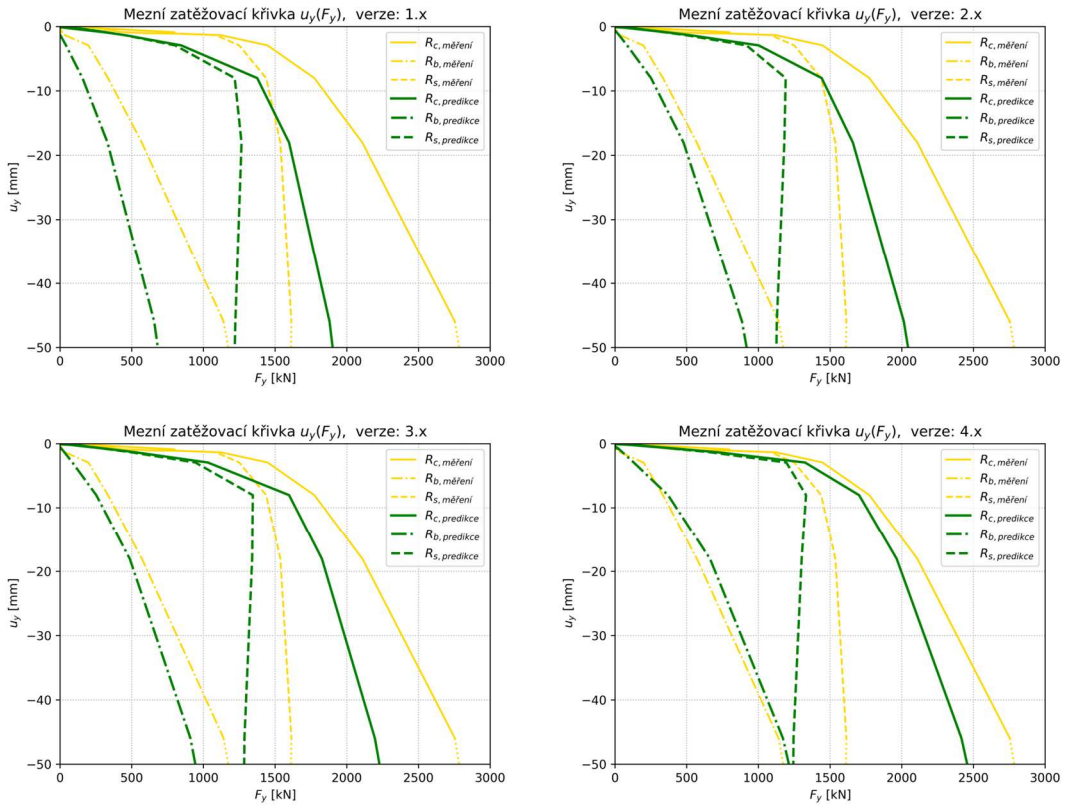 Mezní zatěžovací křivka u_y(F_y),  verze: 1.x
0
−10
−20
−30
−40
−50
u_y [mm]
0 500 1000 1500 2000 2500 3000
F_y [kN]
R_c,měření
R_b,měření
R_s,měření
R_c,predikce
R_b,predikce
R_s,predikce
Mezní zatěžovací křivka u_y(F_y),  verze: 2.x
0
−10
−20
−30
−40
−50
u_y [mm]
0 500 1000 1500 2000 2500 3000
F_y [kN]
R_c,měření
R_b,měření
R_s,měření
R_c,predikce
R_b,predikce
R_s,predikce
Mezní zatěžovací křivka u_y(F_y),  verze: 3.x
0
−10
−20
−30
−40
−50
u_y [mm]
0 500 1000 1500 2000 2500 3000
F_y [kN]
R_c,měření
R_b,měření
R_s,měření
R_c,predikce
R_b,predikce
R_s,predikce
Mezní zatěžovací křivka u_y(F_y),  verze: 4.x
0
−10
−20
−30
−40
−50
u_y [mm]
0 500 1000 1500 2000 2500 3000
F_y [kN]
R_c,měření
R_b,měření
R_s,měření
R_c,predikce
R_b,predikce
R_s,predikce